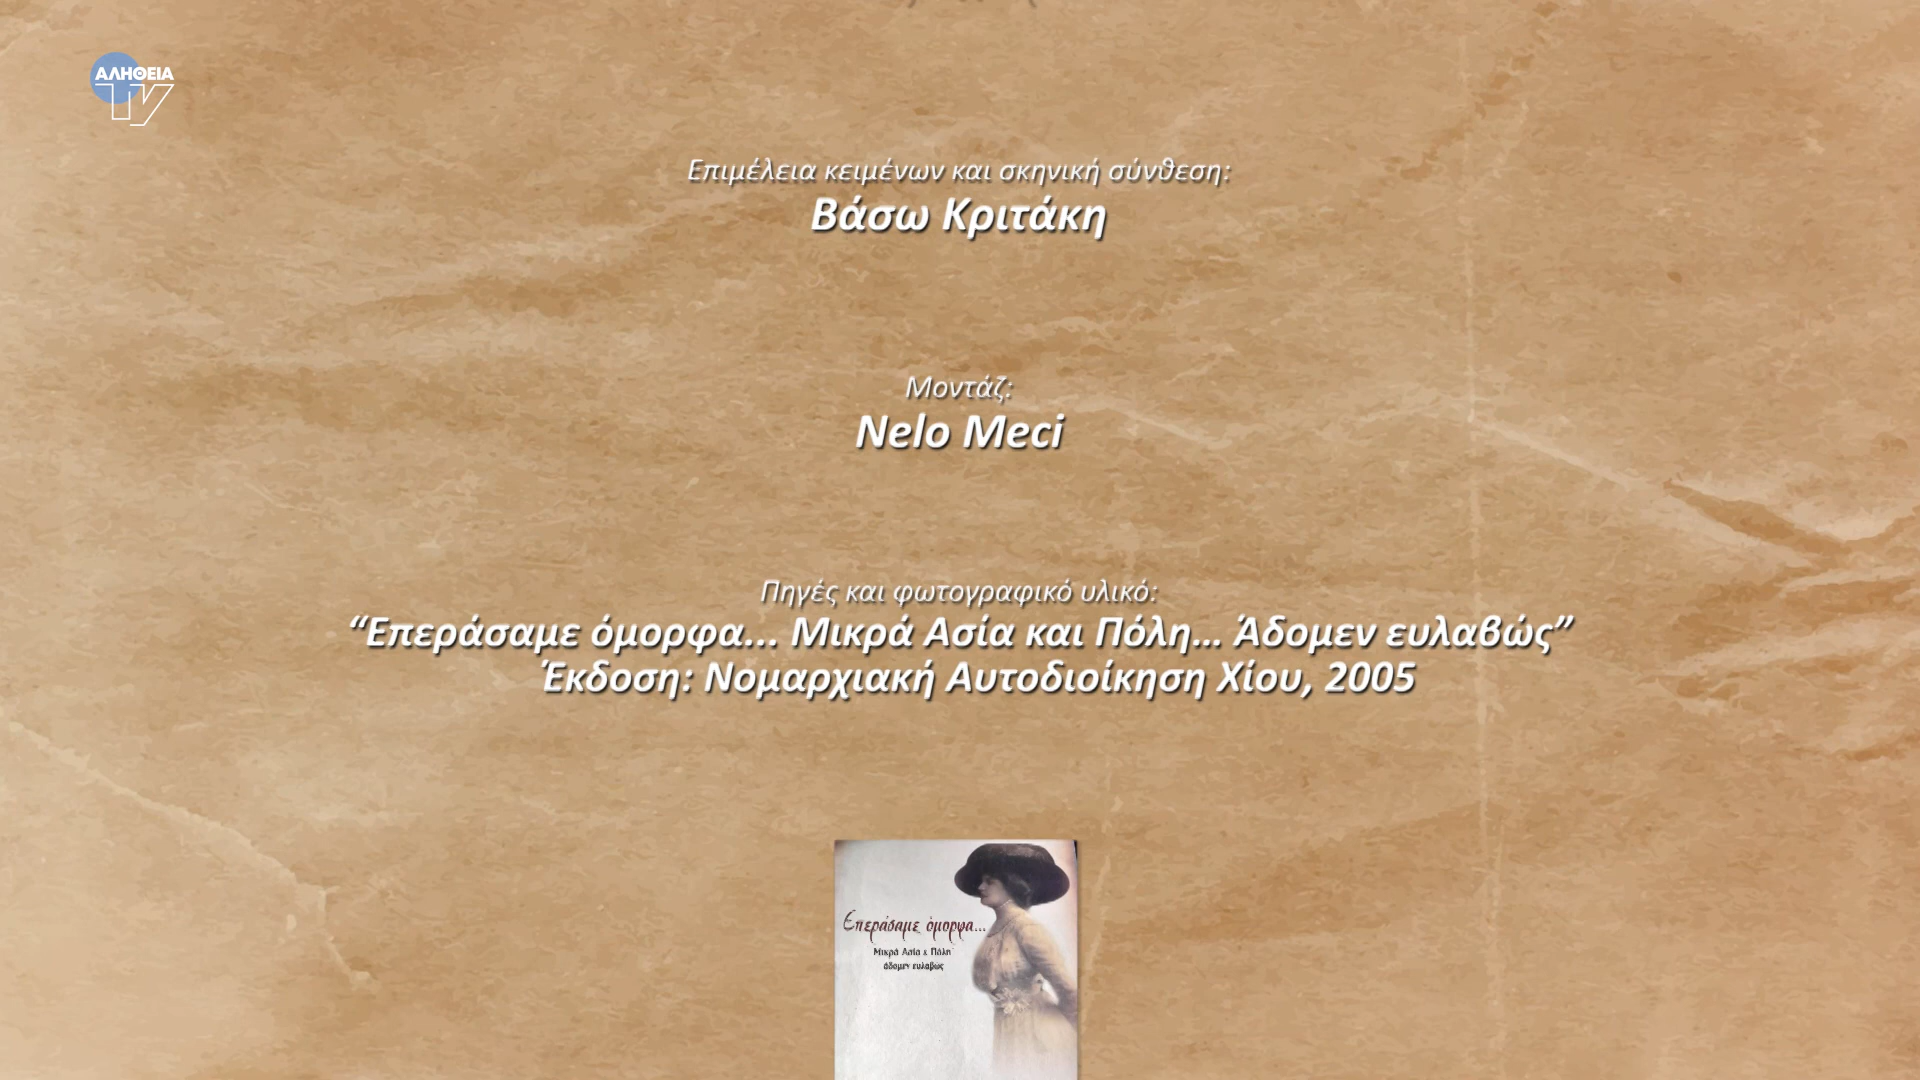 ΑΛΗΘΕΙΑ
TV
Επιμέλεια κειμένων και σκηνική σύνθεση:
Βάσω Κριτάκη
Μοντάζ:
Nelo Meci
Πηγές και φωτογραφικό υλικό:
“Επεράσαμε όμορφα... Μικρά Ασία και Πόλη... Άδομεν ευλαβώς”
Έκδοση: Νομαρχιακή Αυτοδιοίκηση Χίου, 2005
Επεράσαμε όμορφα...
Μικρά Ασία & Πόλη
άδομεν ευλαβώς